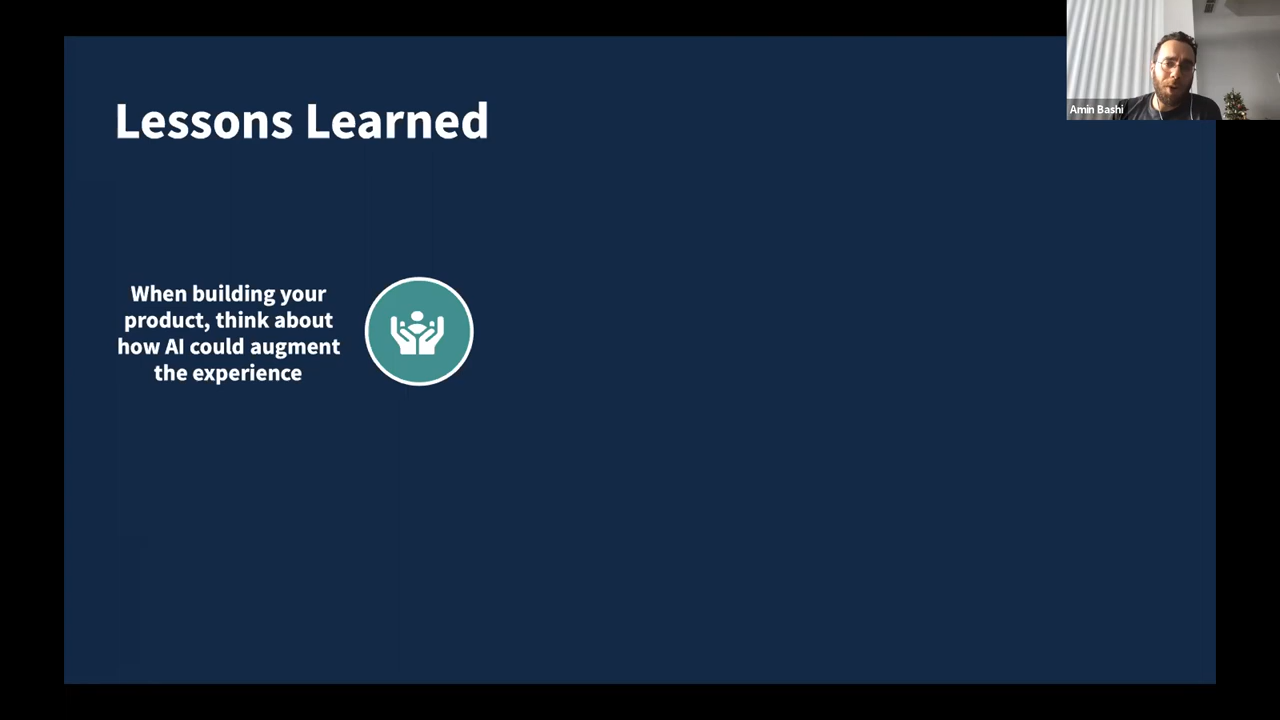 Lessons Learned
When building your
product, think about
how AI could augment
the experience
Amin Bashi